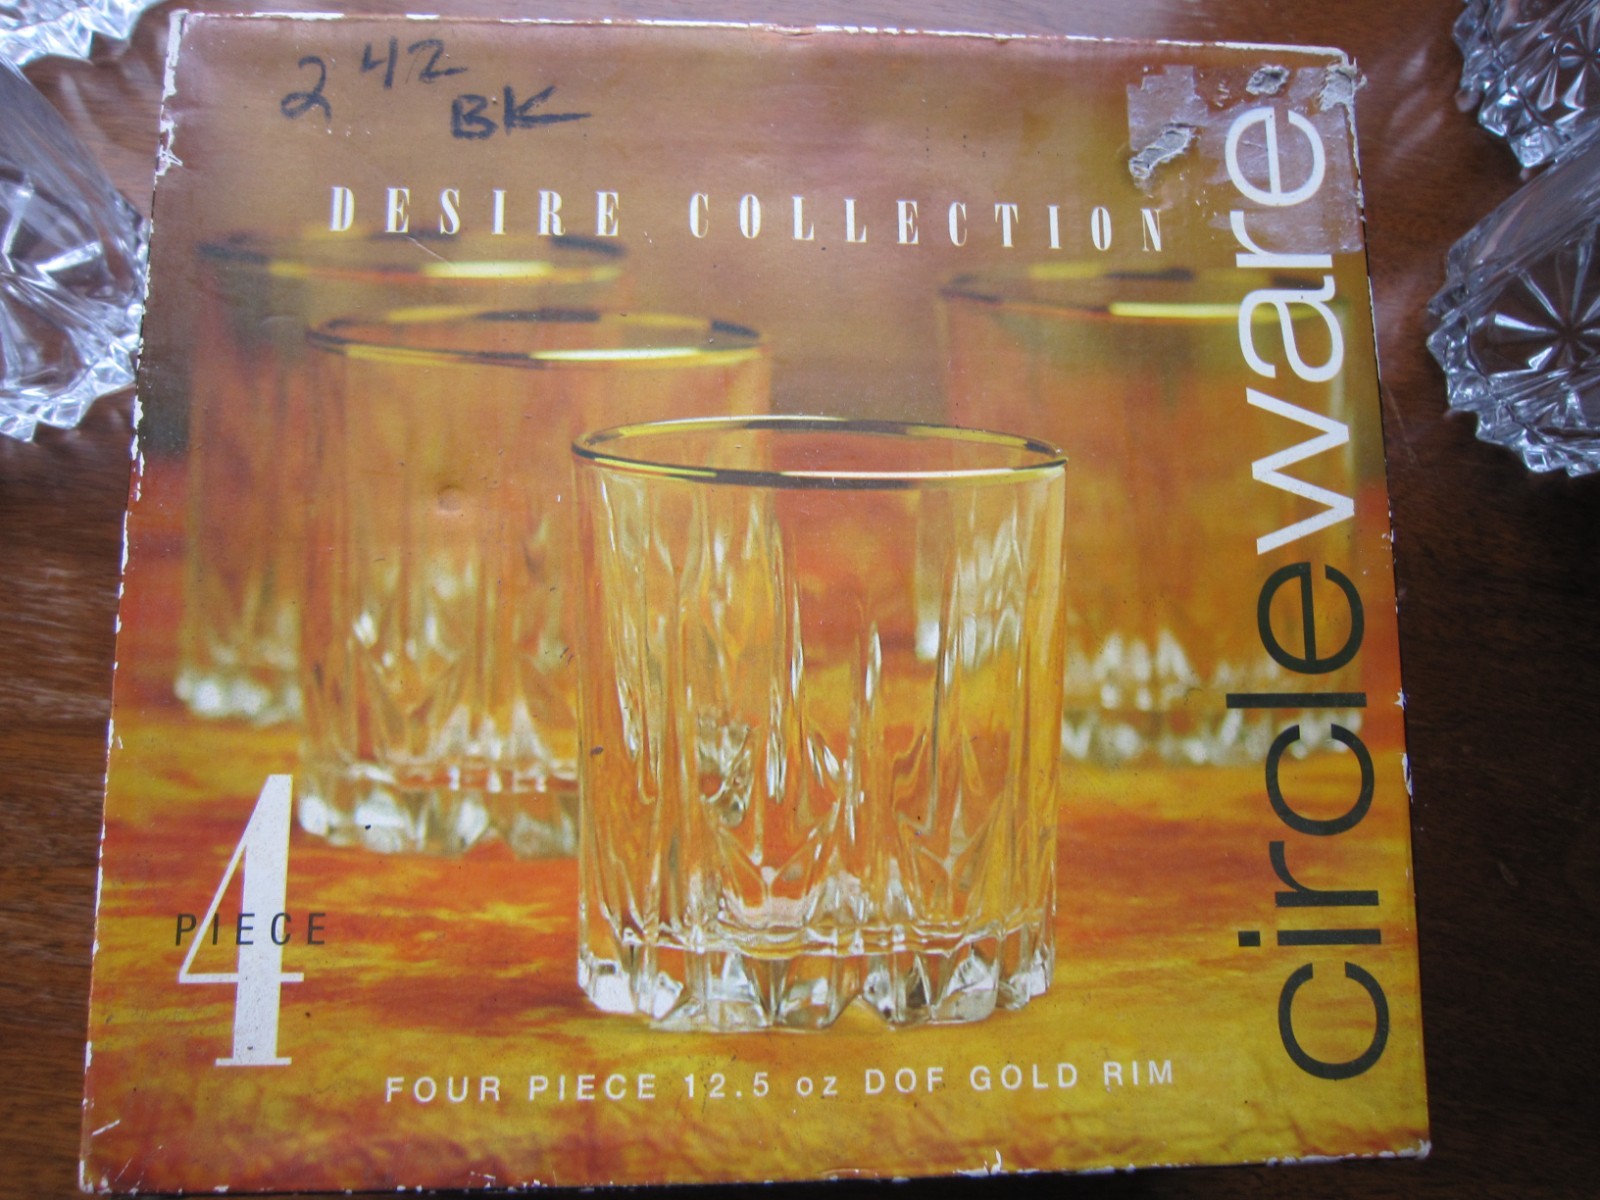 2 42
BK
DESIRE COLLECTION
circleware
4
PIECE
FOUR PIECE 12.5 oz DOF GOLD RIM